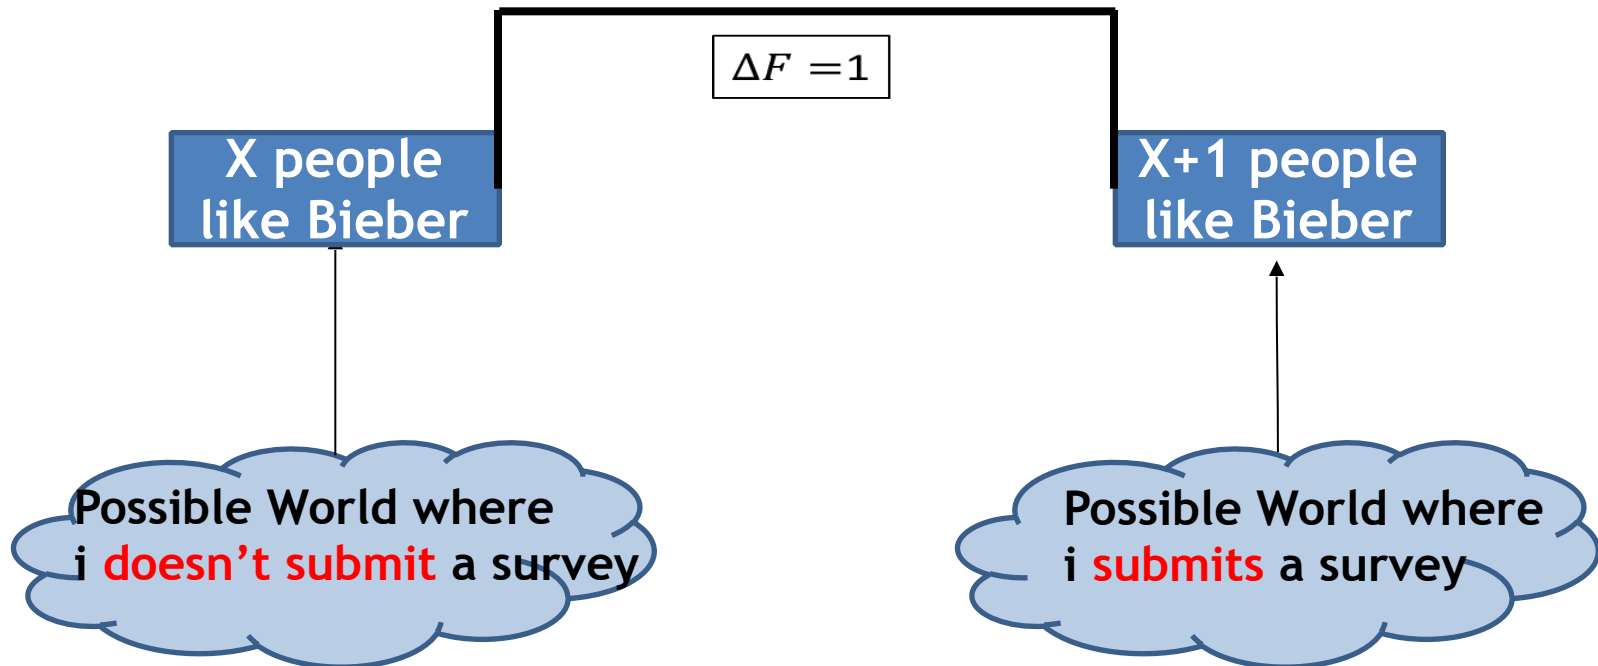 ΔF =1
X people
like Bieber
X+1 people
like Bieber
Possible World where
i doesn’t submit a survey
Possible World where
i submits a survey